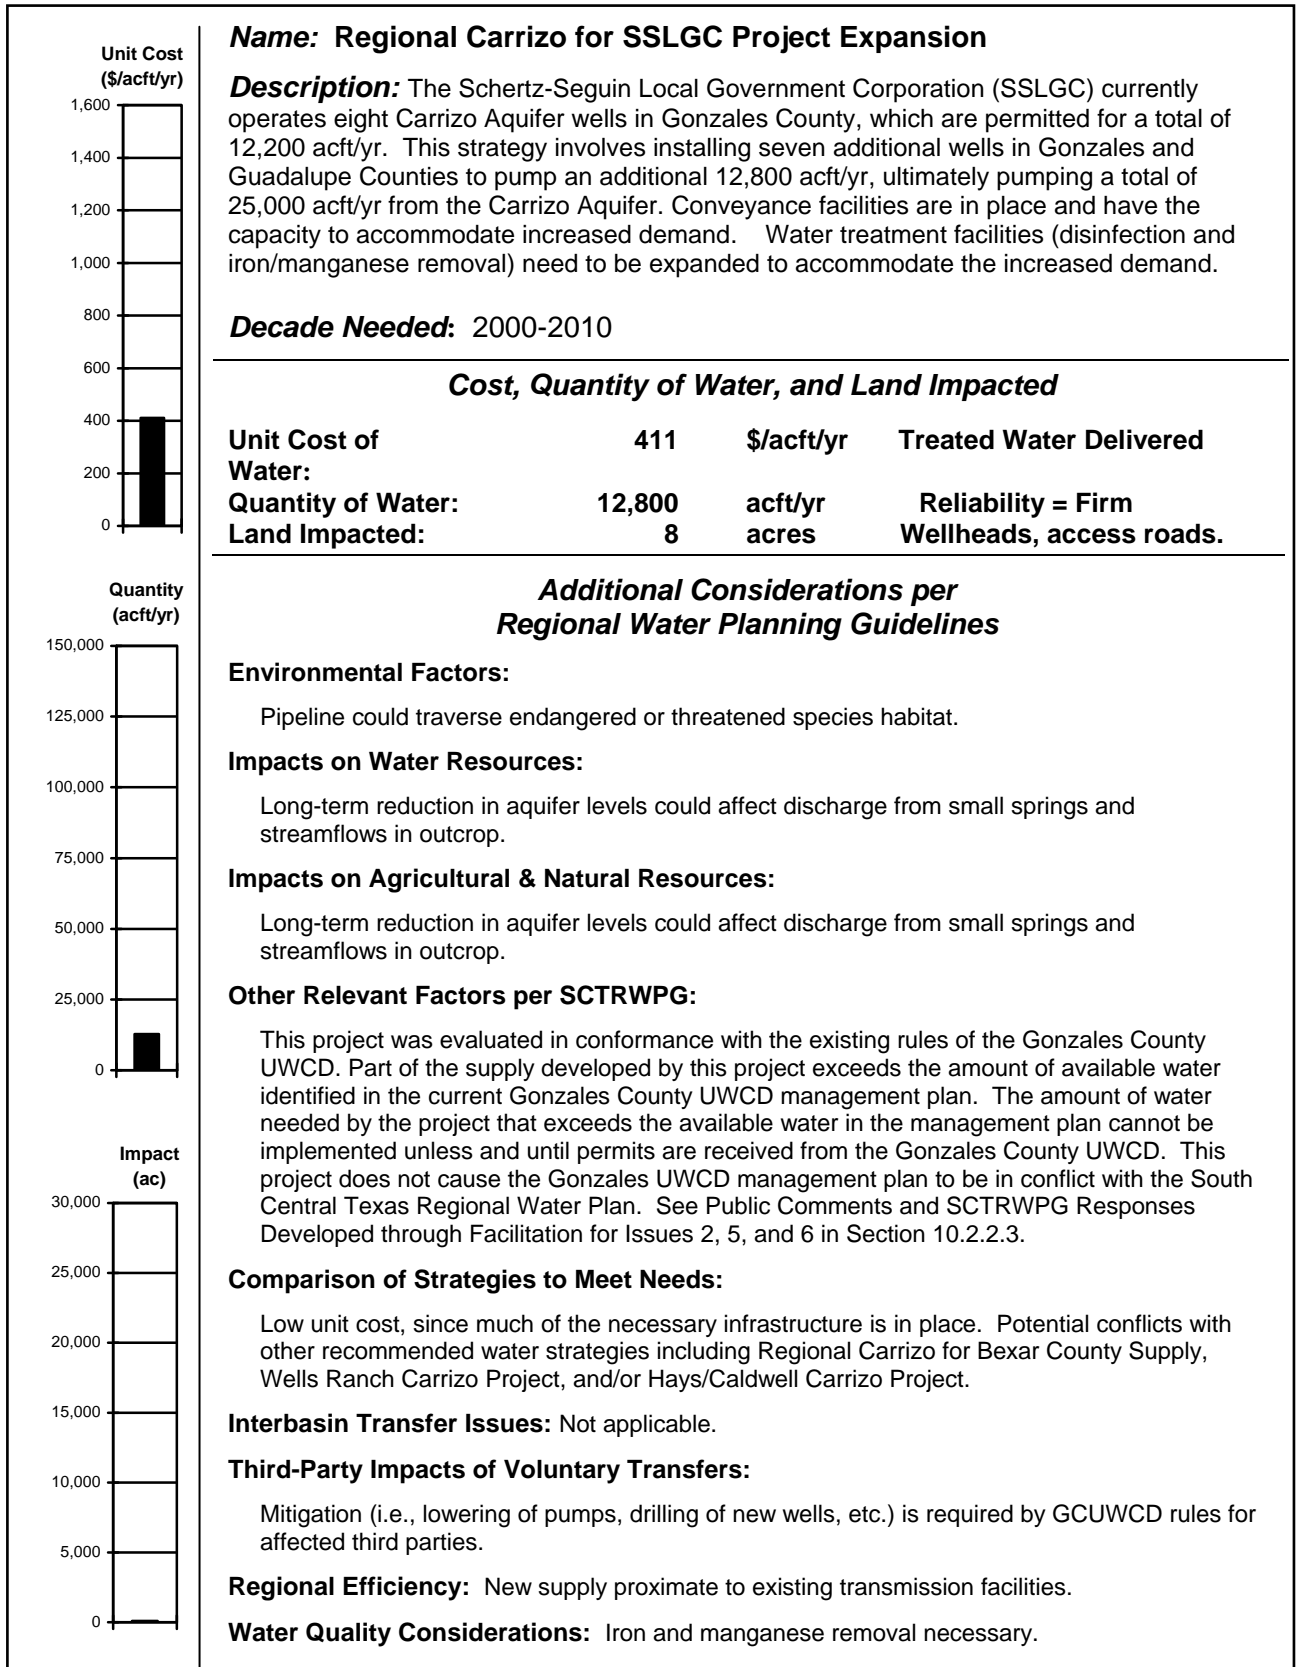 Unit Cost
($/acft/yr)
1,600
1,400
1,200
1,000
800
600
400
200
0
Quantity
(acft/yr)
150,000
125,000
100,000
75,000
50,000
25,000
0
Impact
(ac)
30,000
25,000
20,000
15,000
10,000
5,000
0
Name: Regional Carrizo for SSLGC Project Expansion
Description: The Schertz-Seguin Local Government Corporation (SSLGC) currently
operates eight Carrizo Aquifer wells in Gonzales County, which are permitted for a total of
12,200 acft/yr. This strategy involves installing seven additional wells in Gonzales and
Guadalupe Counties to pump an additional 12,800 acft/yr, ultimately pumping a total of
25,000 acft/yr from the Carrizo Aquifer. Conveyance facilities are in place and have the
capacity to accommodate increased demand. Water treatment facilities (disinfection and
iron/manganese removal) need to be expanded to accommodate the increased demand.
Decade Needed: 2000-2010
Cost, Quantity of Water, and Land Impacted
Unit Cost of 411 $/acft/yr Treated Water Delivered
Water:
Quantity of Water: 12,800 acft/yr Reliability = Firm
Land Impacted: 8 acres Wellheads, access roads.
Additional Considerations per
Regional Water Planning Guidelines
Environmental Factors:
Pipeline could traverse endangered or threatened species habitat.
Impacts on Water Resources:
Long-term reduction in aquifer levels could affect discharge from small springs and
streamflows in outcrop.
Impacts on Agricultural & Natural Resources:
Long-term reduction in aquifer levels could affect discharge from small springs and
streamflows in outcrop.
Other Relevant Factors per SCTRWPG:
This project was evaluated in conformance with the existing rules of the Gonzales County
UWCD. Part of the supply developed by this project exceeds the amount of available water
identified in the current Gonzales County UWCD management plan. The amount of water
needed by the project that exceeds the available water in the management plan cannot be
implemented unless and until permits are received from the Gonzales County UWCD. This
project does not cause the Gonzales UWCD management plan to be in conflict with the South
Central Texas Regional Water Plan. See Public Comments and SCTRWPG Responses
Developed through Facilitation for Issues 2, 5, and 6 in Section 10.2.2.3.
Comparison of Strategies to Meet Needs:
Low unit cost, since much of the necessary infrastructure is in place. Potential conflicts with
other recommended water strategies including Regional Carrizo for Bexar County Supply,
Wells Ranch Carrizo Project, and/or Hays/Caldwell Carrizo Project.
Interbasin Transfer Issues: Not applicable.
Third-Party Impacts of Voluntary Transfers:
Mitigation (i.e., lowering of pumps, drilling of new wells, etc.) is required by GCUWCD rules for
affected third parties.
Regional Efficiency: New supply proximate to existing transmission facilities.
Water Quality Considerations: Iron and manganese removal necessary.